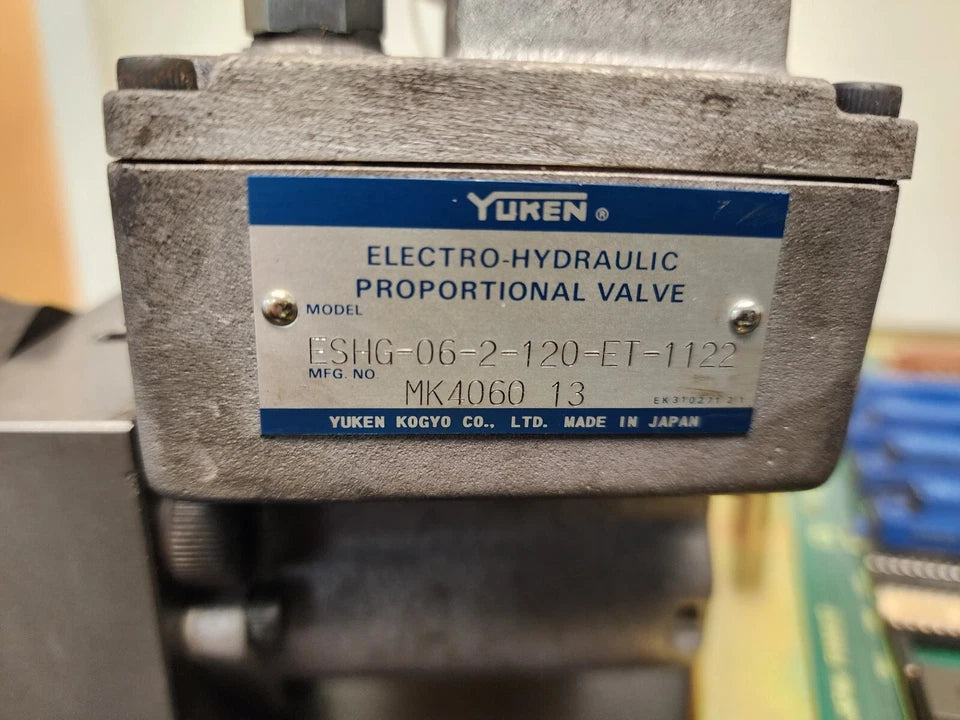 YUKEN ®
ELECTRO-HYDRAULIC
PROPORTIONAL VALVE
MODEL
ESHG-06-2-120-ET-1122
MFG. NO.
MK4060 13
YUKEN KOGYO CO., LTD. MADE IN JAPAN